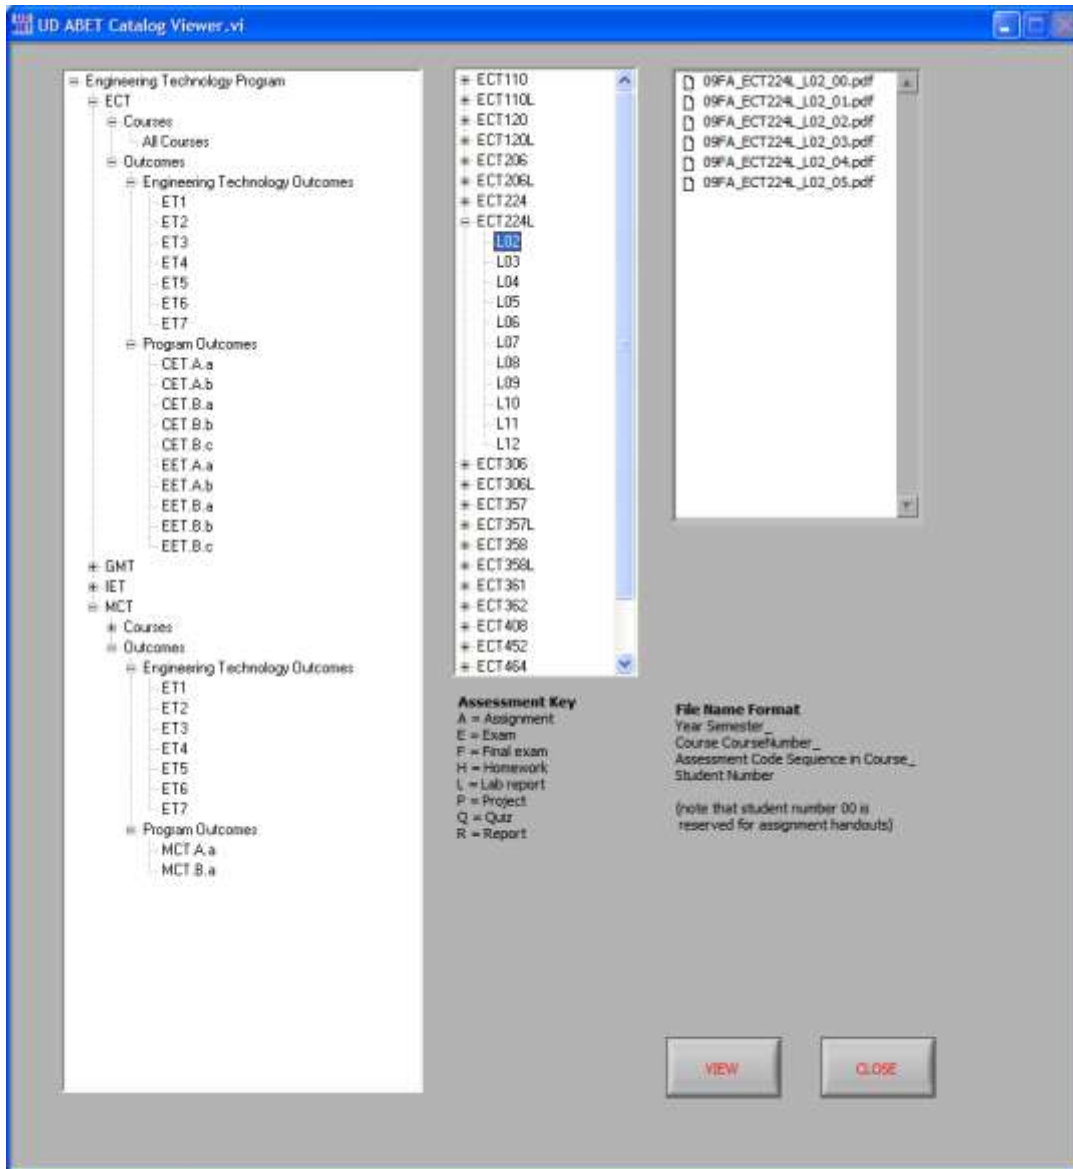 UD ABET Catalog Viewer.vi
Engineering Technology Program
ECT
Courses
All Courses
Outcomes
Engineering Technology Outcomes
ET1
ET2
ET3
ET4
ET5
ET6
ET7
Program Outcomes
CET.A.a
CET.A.b
CET.B.a
CET.B.b
CET.B.c
EET.A.a
EET.A.b
EET.B.a
EET.B.b
EET.B.c
GMT
IET
MCT
Courses
Outcomes
Engineering Technology Outcomes
ET1
ET2
ET3
ET4
ET5
ET6
ET7
Program Outcomes
MCT.A.a
MCT.B.a
ECT110
ECT110L
ECT120
ECT120L
ECT206
ECT206L
ECT224
ECT224L
L02
L03
L04
L05
L06
L07
L08
L09
L10
L11
L12
ECT306
ECT306L
ECT357
ECT357L
ECT358
ECT358L
ECT361
ECT362
ECT408
ECT452
ECT464
09FA_ECT224L_L02_00.pdf
09FA_ECT224L_L02_01.pdf
09FA_ECT224L_L02_02.pdf
09FA_ECT224L_L02_03.pdf
09FA_ECT224L_L02_04.pdf
09FA_ECT224L_L02_05.pdf
Assessment Key
A = Assignment
E = Exam
F = Final exam
H = Homework
L = Lab report
P = Project
Q = Quiz
R = Report
File Name Format
Year Semester_
Course CourseNumber_
Assessment Code Sequence in Course_
Student Number
(note that student number 00 is
reserved for assignment handouts)
VIEW
CLOSE